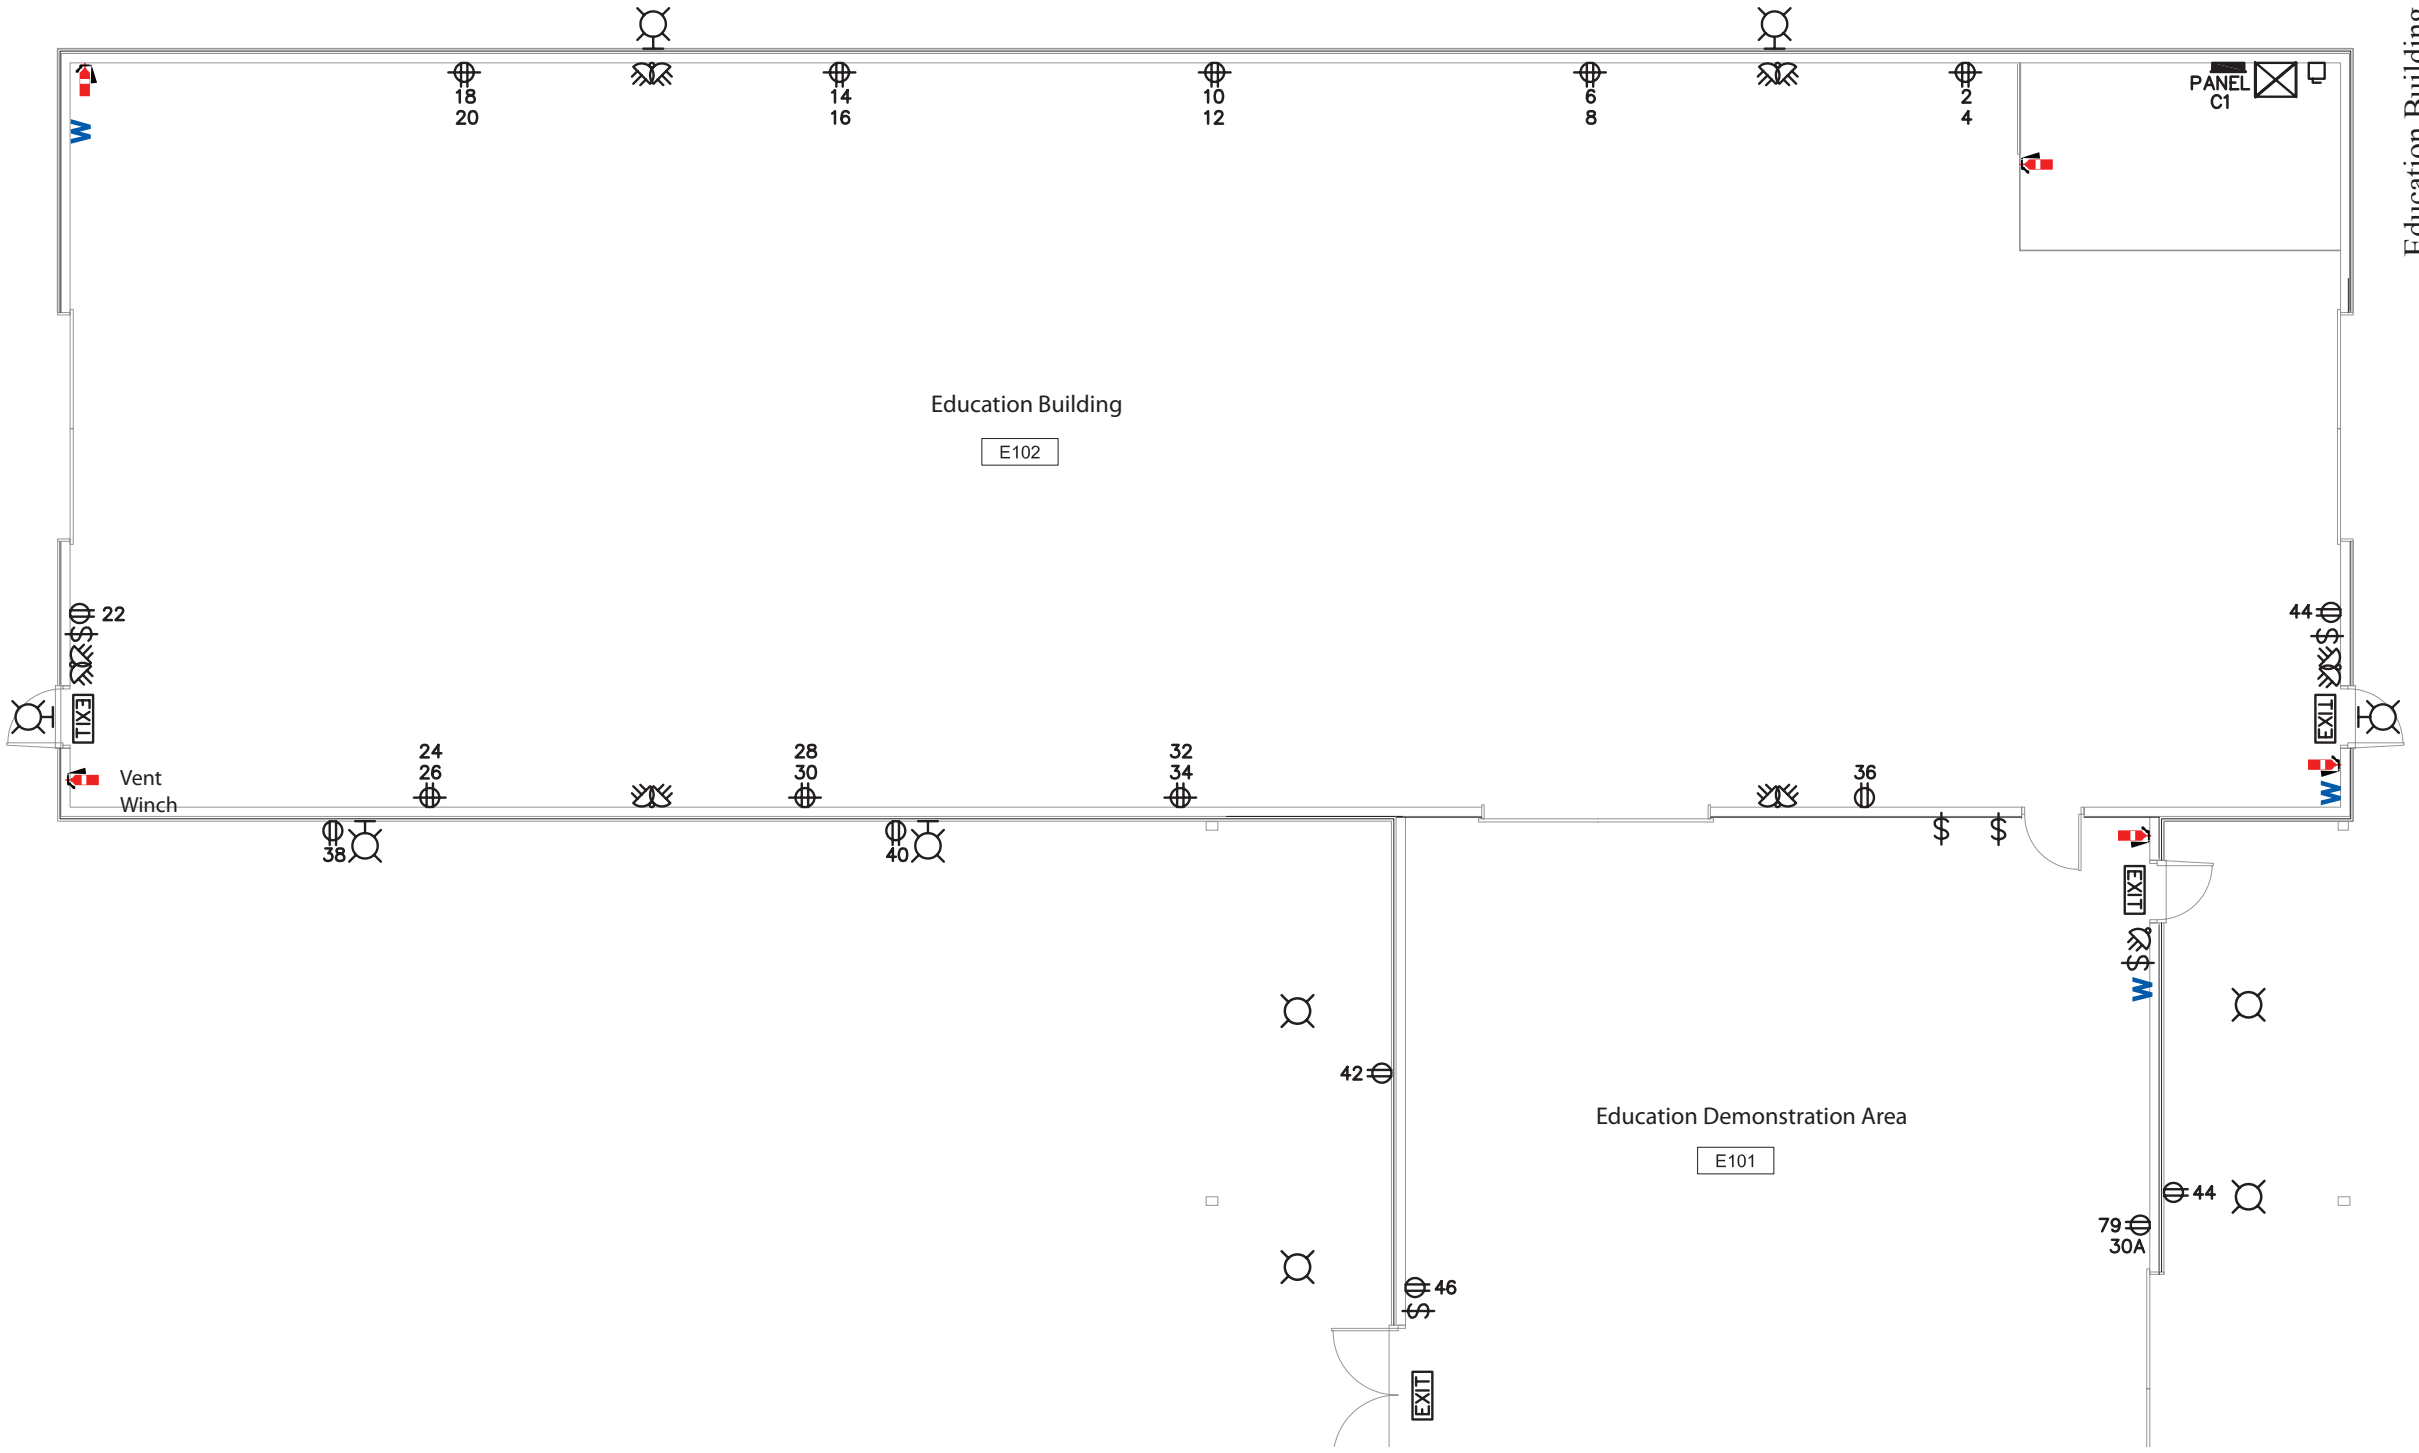 Education Building
PANEL
C1
W
18
20
14
16
10
12
6
8
2
4
Education Building
E102
22
$
EXIT
44
$
EXIT
Vent
Winch
24
26
28
30
32
34
36
W
38
40
$ $
EXIT
$
W
42
Education Demonstration Area
E101
44
79
30A
46
$
EXIT